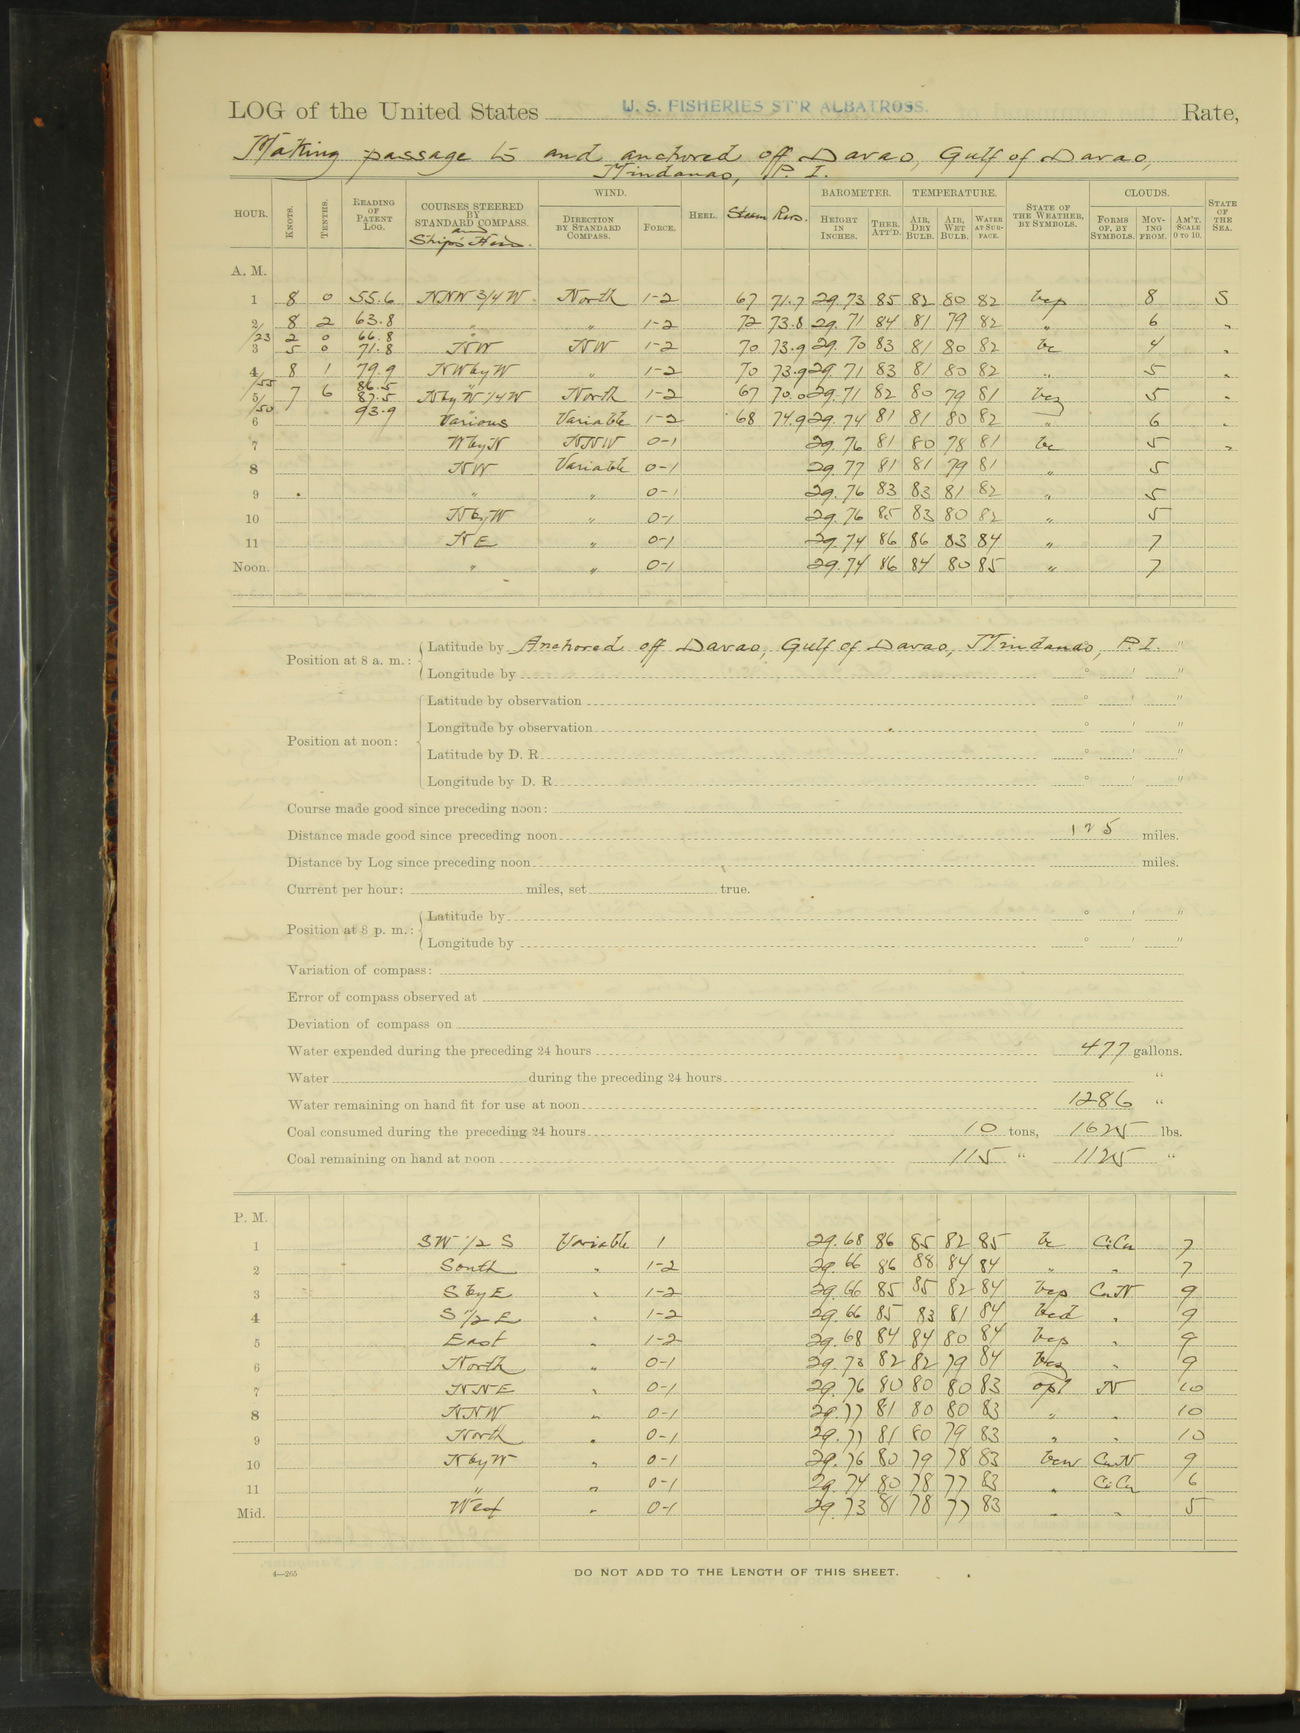 LOG of the United States U. S. FISHERIES ST'R ALBATROSS. Rate,
Making passage to and anchored off Davao, Gulf of Davao,
Mindanao, P. I.
HOUR. KNOTS. TENTHS. READING OF PATENT LOG. COURSES STEERED BY STANDARD COMPASS. and Ship's Head. WIND. DIRECTION BY STANDARD COMPASS. FORCE. HEEL. Steam Revs. BAROMETER. HEIGHT IN INCHES. THER. ATT'D. TEMPERATURE. AIR, DRY BULB. AIR, WET BULB. WATER AT SURFACE. STATE OF THE WEATHER, BY SYMBOLS. CLOUDS. FORMS OF, BY SYMBOLS. MOVING FROM. AM'T. SCALE 0 TO 10. STATE OF THE SEA.
A. M.
1 8 0 55.6 NNW 3/4 W North 1-2 67 71.7 29.73 85 82 80 82 bcp 8 S
2 8 2 63.8 " " 1-2 72 73.8 29.71 84 81 79 82 " 6 "
/23 2 0 66.8
3 5 0 71.8 NW NW 1-2 70 73.9 29.70 83 81 80 82 bc 4 "
4 8 1 79.9 NW by W " 1-2 70 73.9 29.71 83 81 80 82 " 5 "
/55 86.5
5 7 6 87.5 N by W 1/4 W North 1-2 67 70.0 29.71 82 80 79 81 bcq 5 "
/50 93.9
6 Various Variable 1-2 68 74.9 29.74 81 81 80 82 " 6 "
7 W by N NNW 0-1 29.76 81 80 78 81 bc 5 "
8 NW Variable 0-1 29.77 81 81 79 81 " 5
9 " " 0-1 29.76 83 83 81 82 " 5
10 N by W " 0-1 29.76 85 83 80 82 " 5
11 NE " 0-1 29.74 86 86 83 84 " 7
Noon. " " 0-1 29.74 86 84 80 85 " 7
Position at 8 a. m.: Latitude by Anchored off Davao, Gulf of Davao, Mindanao, P. I. "
Longitude by ° ' "
Position at noon: Latitude by observation ° ' "
Longitude by observation ° ' "
Latitude by D. R. ° ' "
Longitude by D. R. ° ' "
Course made good since preceding noon:
Distance made good since preceding noon 125 miles.
Distance by Log since preceding noon miles.
Current per hour: miles, set true.
Position at 8 p. m.: Latitude by ° ' "
Longitude by ° ' "
Variation of compass:
Error of compass observed at
Deviation of compass on
Water expended during the preceding 24 hours 477 gallons.
Water during the preceding 24 hours "
Water remaining on hand fit for use at noon 1286 "
Coal consumed during the preceding 24 hours 10 tons, 1625 lbs.
Coal remaining on hand at noon 115 " 1125 "
P. M.
1 SW 1/2 S Variable 1 29.68 86 85 82 85 bc Ci Cu 7
2 South " 1-2 29.66 86 88 84 84 " " 7
3 S by E " 1-2 29.66 85 85 82 84 bcp Cu N 9
4 S 1/2 E " 1-2 29.66 85 83 81 84 bcd " 9
5 East " 1-2 29.68 84 84 80 84 bcp " 9
6 North " 0-1 29.73 82 82 79 84 bcq " 9
7 NNE " 0-1 29.76 80 80 80 83 opl N 10
8 NNW " 0-1 29.77 81 80 80 83 " " 10
9 North " 0-1 29.77 81 80 79 83 " " 10
10 N by W " 0-1 29.76 80 79 78 83 bcw Cu N 9
11 " " 0-1 29.74 80 78 77 83 " Ci Cu 6
Mid. West " 0-1 29.73 81 78 77 83 " " 5
4—265
DO NOT ADD TO THE LENGTH OF THIS SHEET.